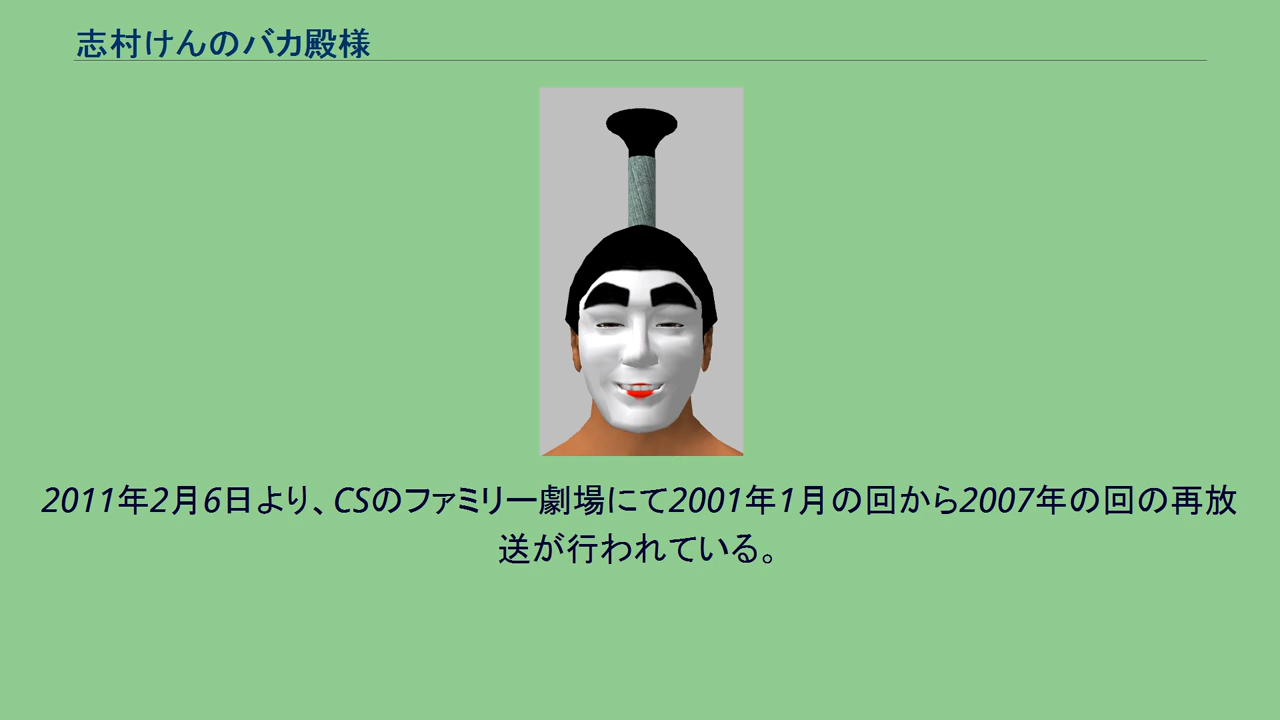 志村けんのバカ殿様
2011年2月6日より、CSのファミリー劇場にて2001年1月の回から2007年の回の再放
送が行われている。